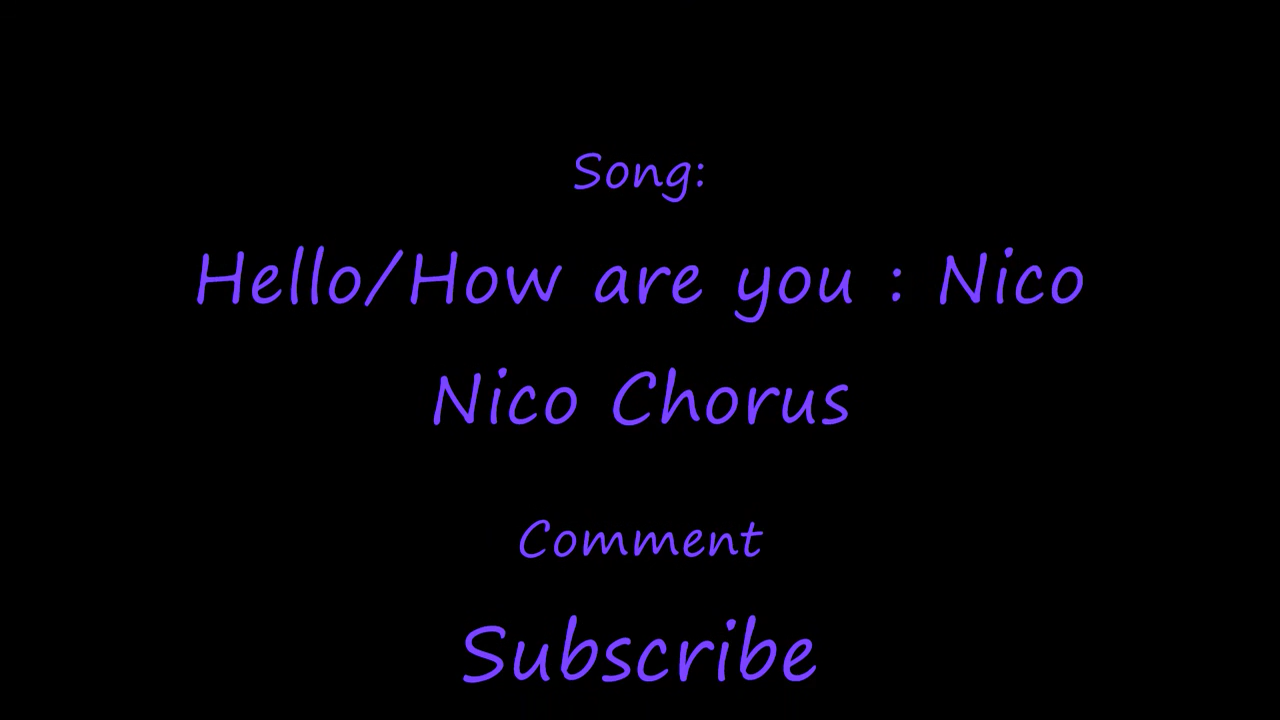 Song:
Hello/How are you : Nico
Nico Chorus
Comment
Subscribe